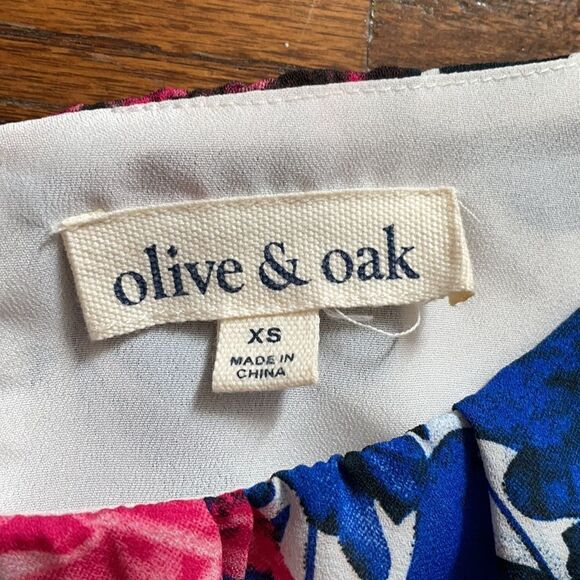 olive & oak
XS
MADE IN
CHINA